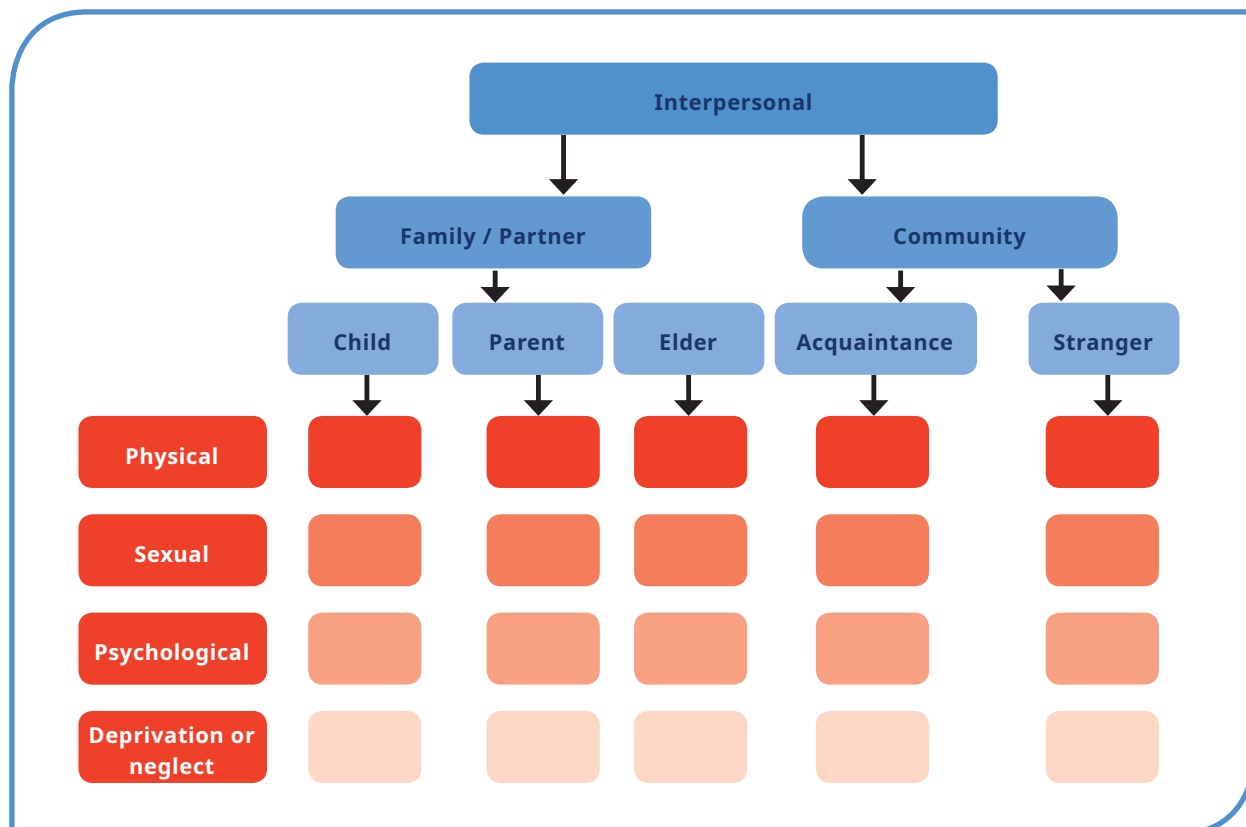 Interpersonal
Family / Partner
Community
Child
Parent
Elder
Acquaintance
Stranger
Physical
Sexual
Psychological
Deprivation or
neglect